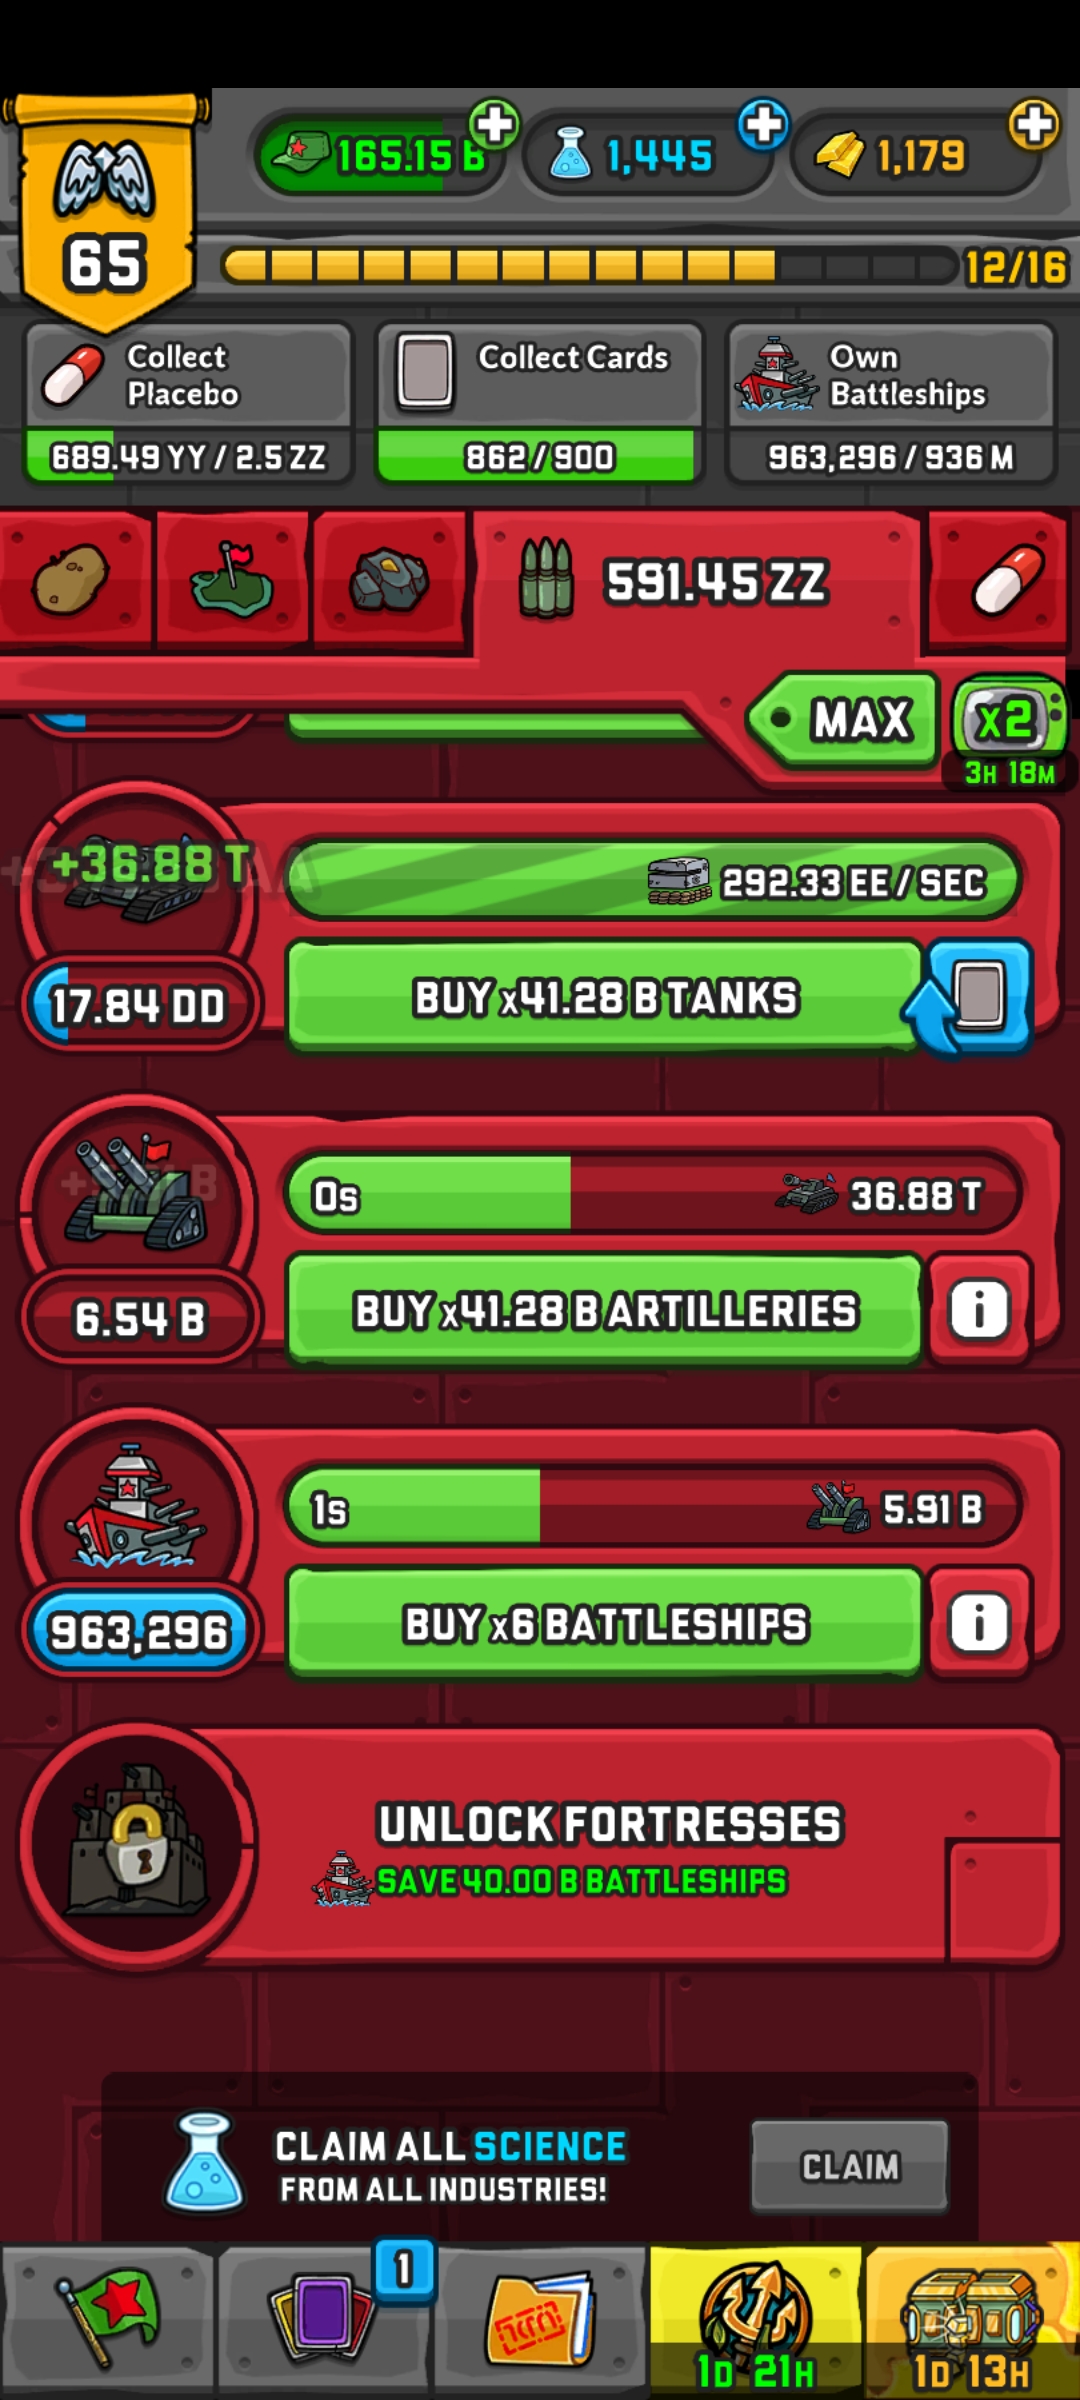 165.15 B
1,445
1,179
65
12/16
Collect
Placebo
689.49 YY / 2.5 ZZ
Collect Cards
862/900
Own
Battleships
963,296 / 936 M
591.45 ZZ
MAX
x2
3H 18M
+36.88 T
292.33 EE / SEC
17.84 DD
BUY x41.28 B TANKS
0s
36.88 T
6.54 B
BUY x41.28 B ARTILLERIES
i
1s
5.91 B
963,296
BUY x6 BATTLESHIPS
i
UNLOCK FORTRESSES
SAVE 40.00 B BATTLESHIPS
CLAIM ALL SCIENCE
FROM ALL INDUSTRIES!
CLAIM
1
1D 21H
1D 13H